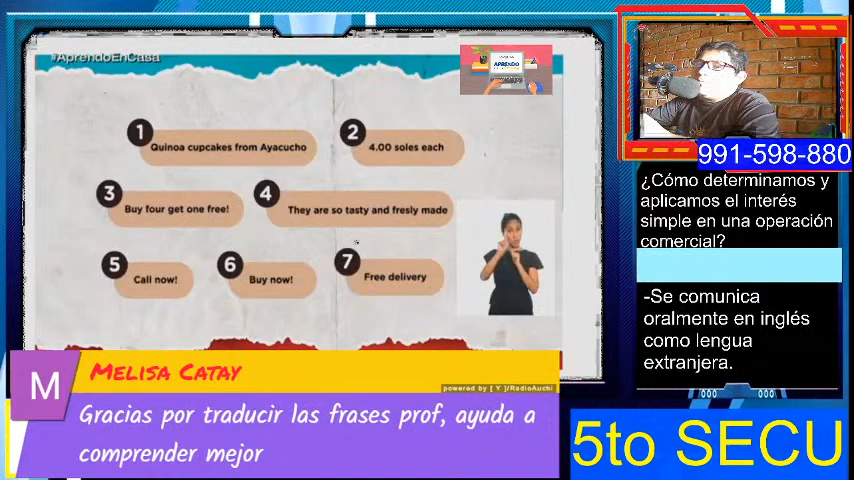 #AprendoEnCasa
APRENDO
1
Quinoa cupcakes from Ayacucho
2
4.00 soles each
3
Buy four get one free!
4
They are so tasty and fresly made
5
Call now!
6
Buy now!
7
Free delivery
991-598-880
¿Cómo determinamos y
aplicamos el interés
simple en una operación
comercial?
-Se comunica
oralmente en inglés
como lengua
extranjera.
M
Melisa Catay
powered by [ Y ]/RadioAuchi
Gracias por traducir las frases prof, ayuda a
comprender mejor
5to SECU